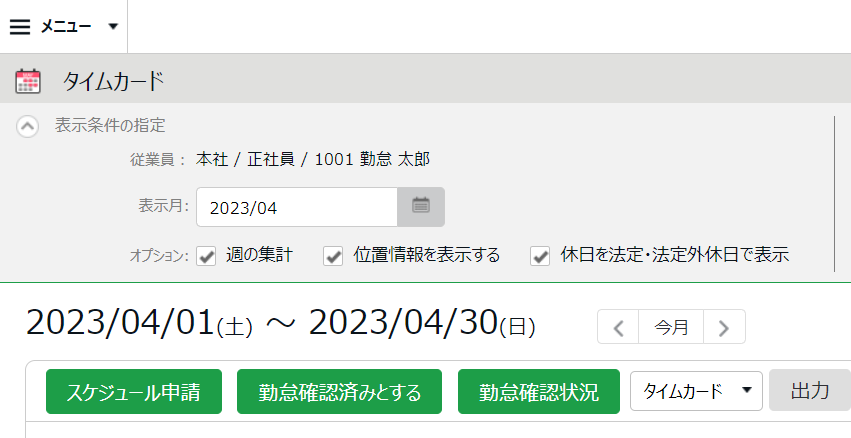 メニュー
タイムカード
表示条件の指定
従業員： 本社 / 正社員 / 1001 勤怠 太郎
表示月： 2023/04
オプション： 週の集計 位置情報を表示する 休日を法定・法定外休日で表示
2023/04/01(土) ～ 2023/04/30(日) 今月
スケジュール申請 勤怠確認済みとする 勤怠確認状況 タイムカード 出力